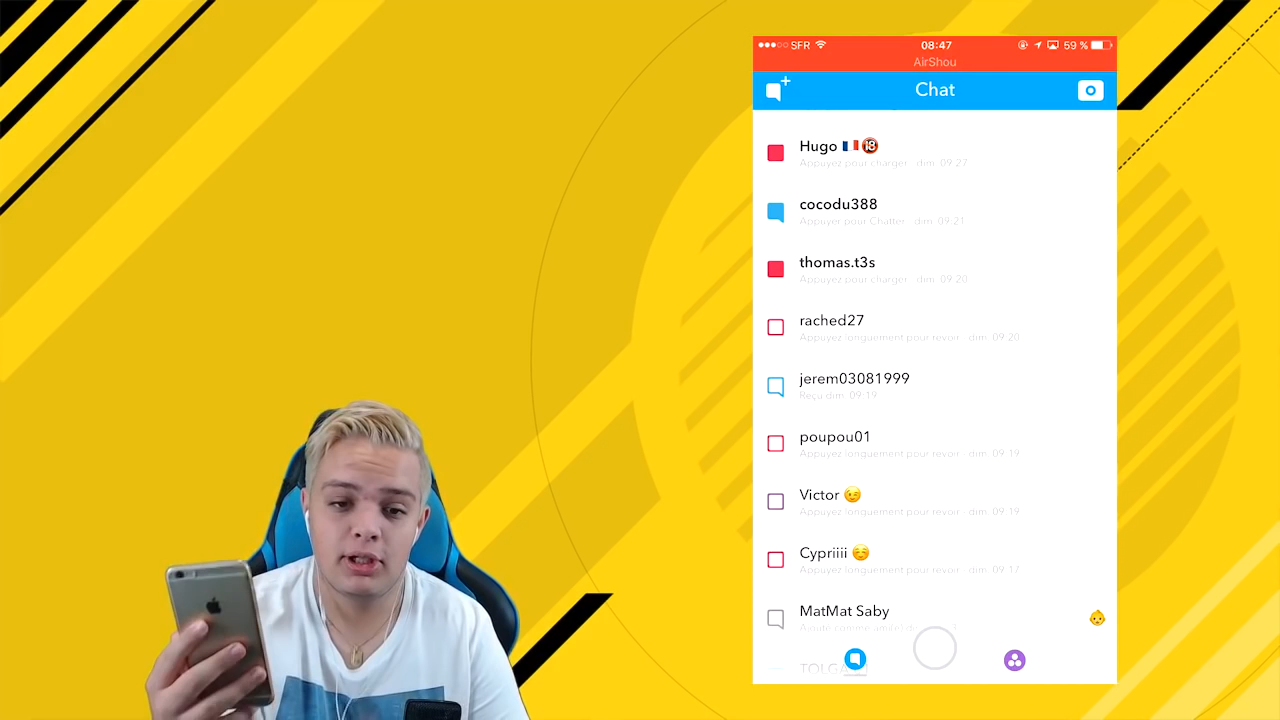 SFR 08:47 59 %
AirShou
Chat
Hugo 🇫🇷🔞
Appuyez pour charger · dim. 09:27
cocodu388
Appuyer pour Chatter · dim. 09:21
thomas.t3s
Appuyez pour charger · dim. 09:20
rached27
Appuyez longuement pour revoir · dim. 09:20
jerem03081999
Reçu dim. 09:19
poupou01
Appuyez longuement pour revoir · dim. 09:19
Victor 😉
Appuyez longuement pour revoir · dim. 09:19
Cypriiii ☺️
Appuyez longuement pour revoir · dim. 09:17
MatMat Saby